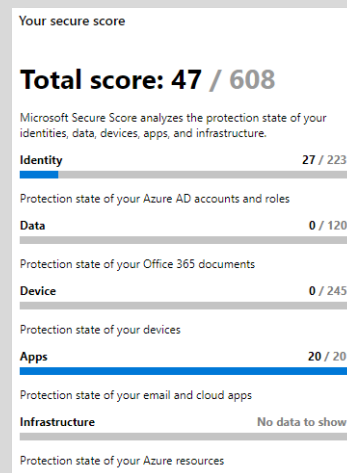 Your secure score
Total score: 47 / 608
Microsoft Secure Score analyzes the protection state of your
identities, data, devices, apps, and infrastructure.
Identity 27 / 223
Protection state of your Azure AD accounts and roles
Data 0 / 120
Protection state of your Office 365 documents
Device 0 / 245
Protection state of your devices
Apps 20 / 20
Protection state of your email and cloud apps
Infrastructure No data to show
Protection state of your Azure resources